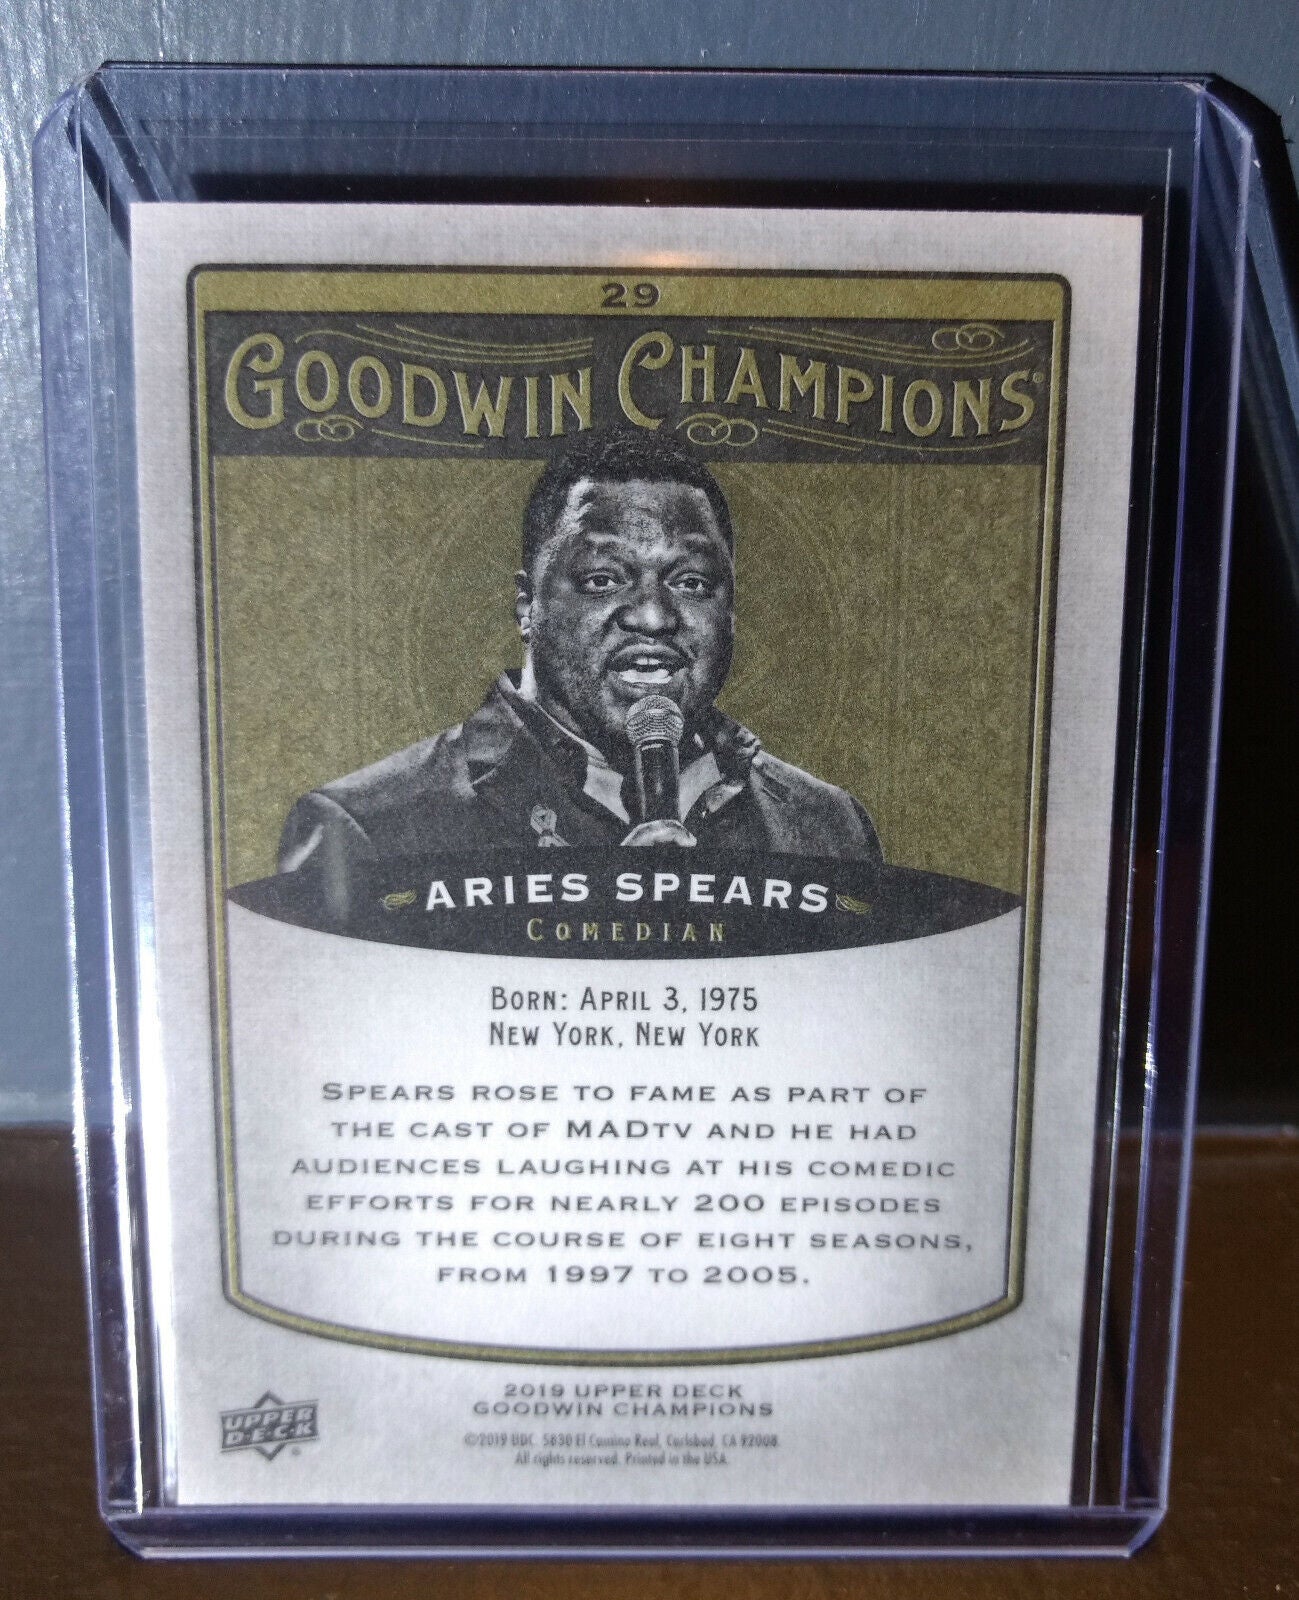 29
GOODWIN CHAMPIONS®
ARIES SPEARS
COMEDIAN
BORN: APRIL 3, 1975
NEW YORK, NEW YORK
SPEARS ROSE TO FAME AS PART OF
THE CAST OF MADTV AND HE HAD
AUDIENCES LAUGHING AT HIS COMEDIC
EFFORTS FOR NEARLY 200 EPISODES
DURING THE COURSE OF EIGHT SEASONS,
FROM 1997 TO 2005.
2019 UPPER DECK
GOODWIN CHAMPIONS
UPPER
DECK
®
©2019 UDC. 5830 El Camino Real, Carlsbad, CA 92008.
All rights reserved. Printed in the USA.